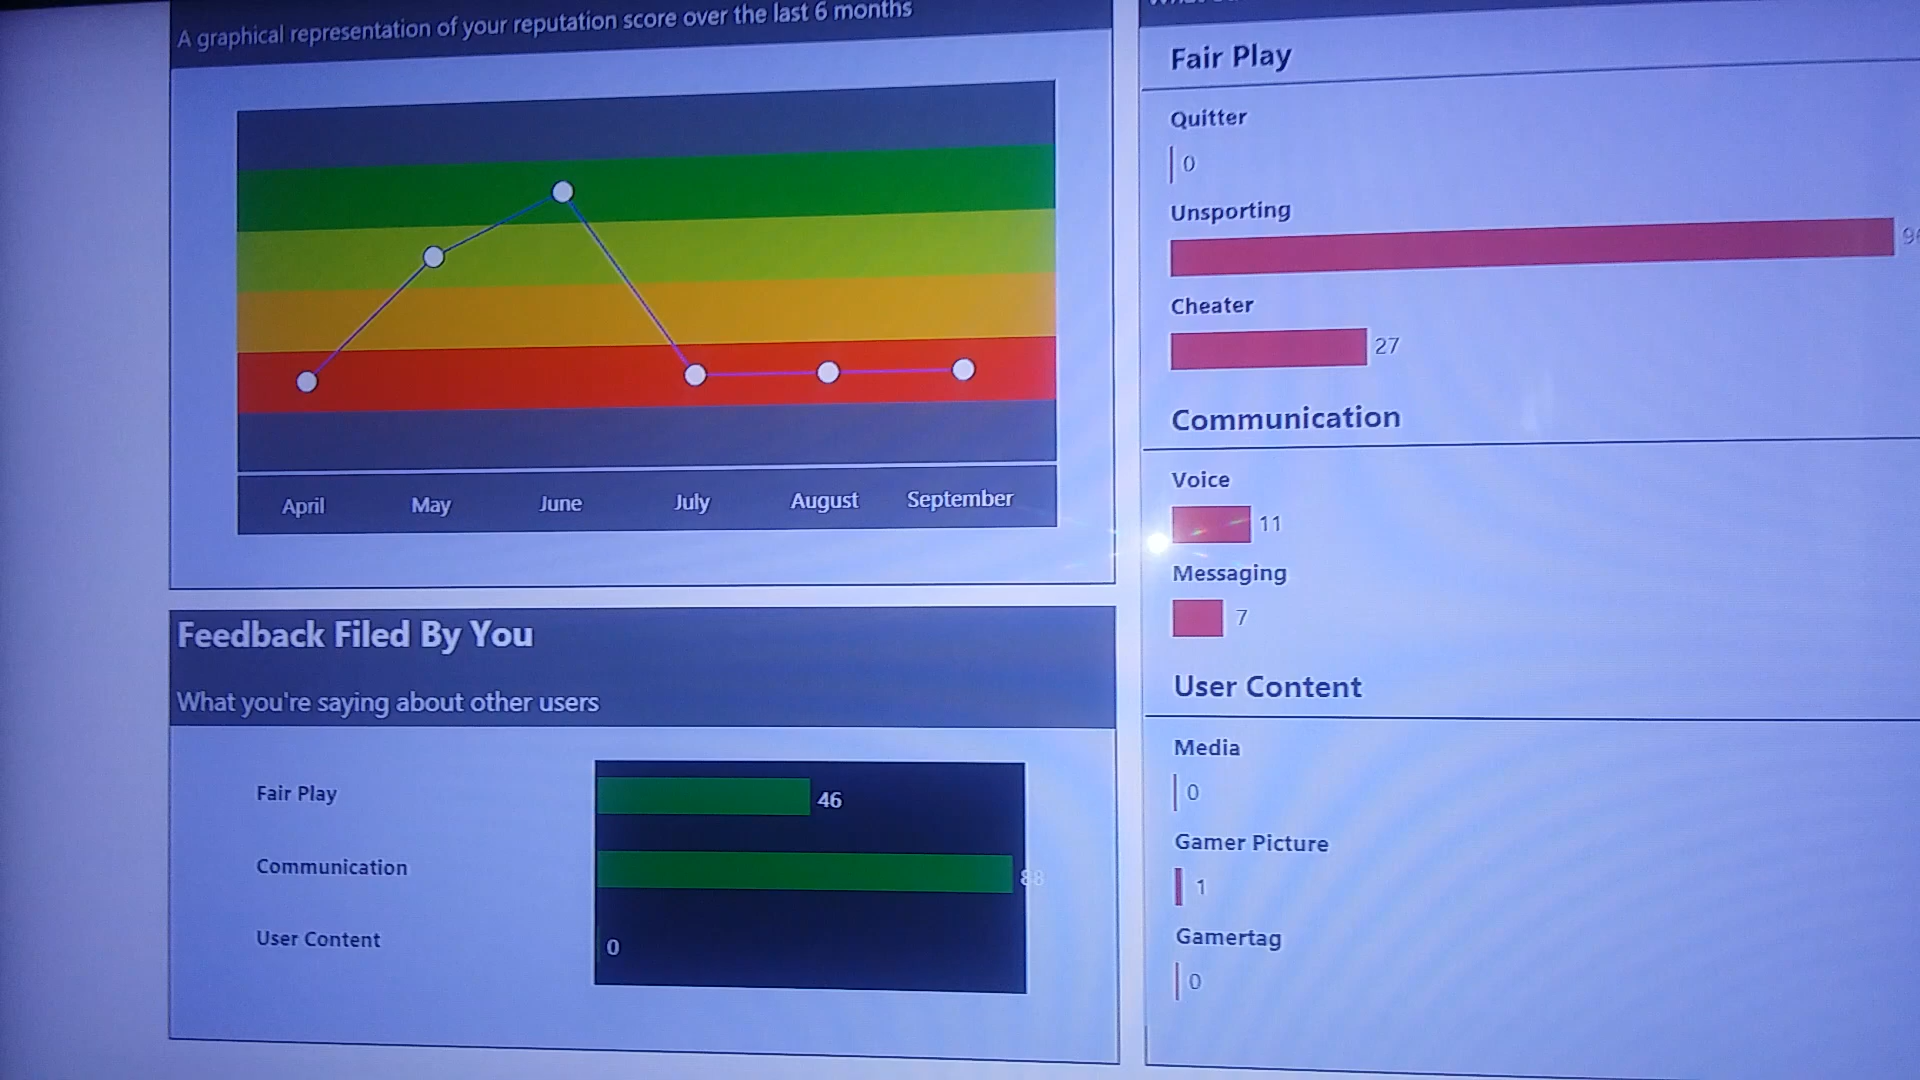 A graphical representation of your reputation score over the last 6 months
April May June July August September
Feedback Filed By You
What you're saying about other users
Fair Play
46
Communication
88
User Content
0
Fair Play
Quitter
0
Unsporting
Cheater
27
Communication
Voice
11
Messaging
7
User Content
Media
0
Gamer Picture
1
Gamertag
0